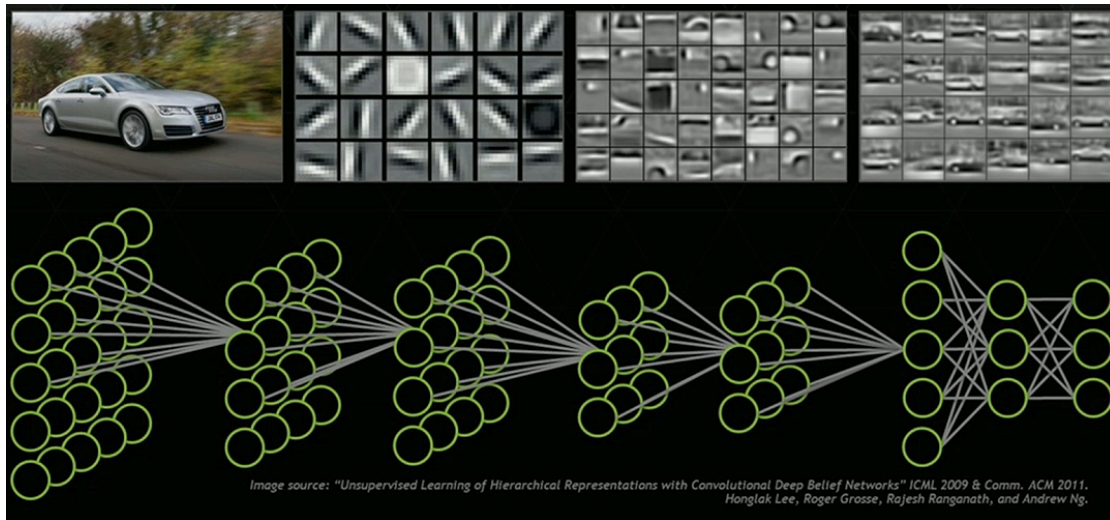 Image source: “Unsupervised Learning of Hierarchical Representations with Convolutional Deep Belief Networks” ICML 2009 & Comm. ACM 2011.
Honglak Lee, Roger Grosse, Rajesh Ranganath, and Andrew Ng.